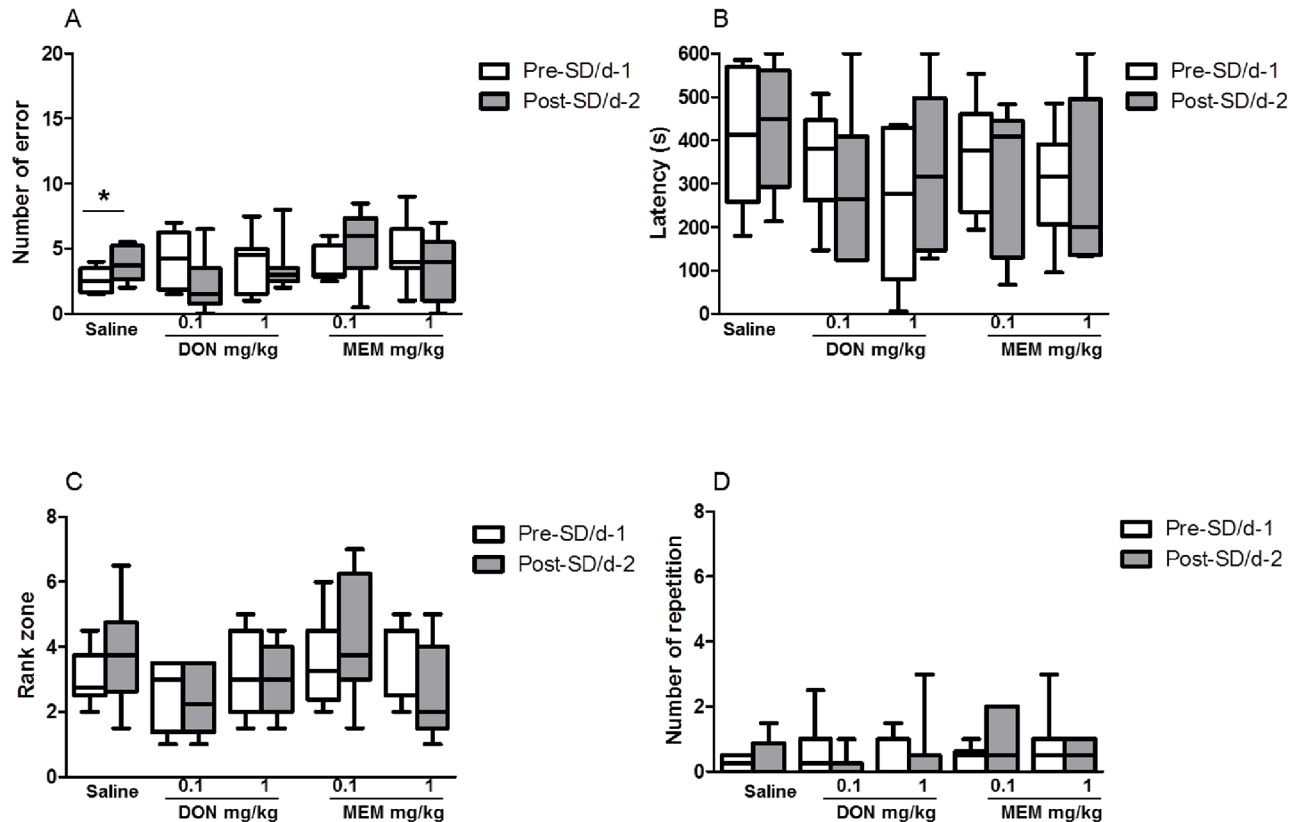 A
Number of error
20
15
10
5
0
*
Pre-SD/d-1
Post-SD/d-2
Saline
0.1 1
DON mg/kg
0.1 1
MEM mg/kg
B
Latency (s)
600
500
400
300
200
100
0
Pre-SD/d-1
Post-SD/d-2
Saline
0.1 1
DON mg/kg
0.1 1
MEM mg/kg
C
Rank zone
8
6
4
2
0
Pre-SD/d-1
Post-SD/d-2
Saline
0.1 1
DON mg/kg
0.1 1
MEM mg/kg
D
Number of repetition
8
6
4
2
0
Pre-SD/d-1
Post-SD/d-2
Saline
0.1 1
DON mg/kg
0.1 1
MEM mg/kg